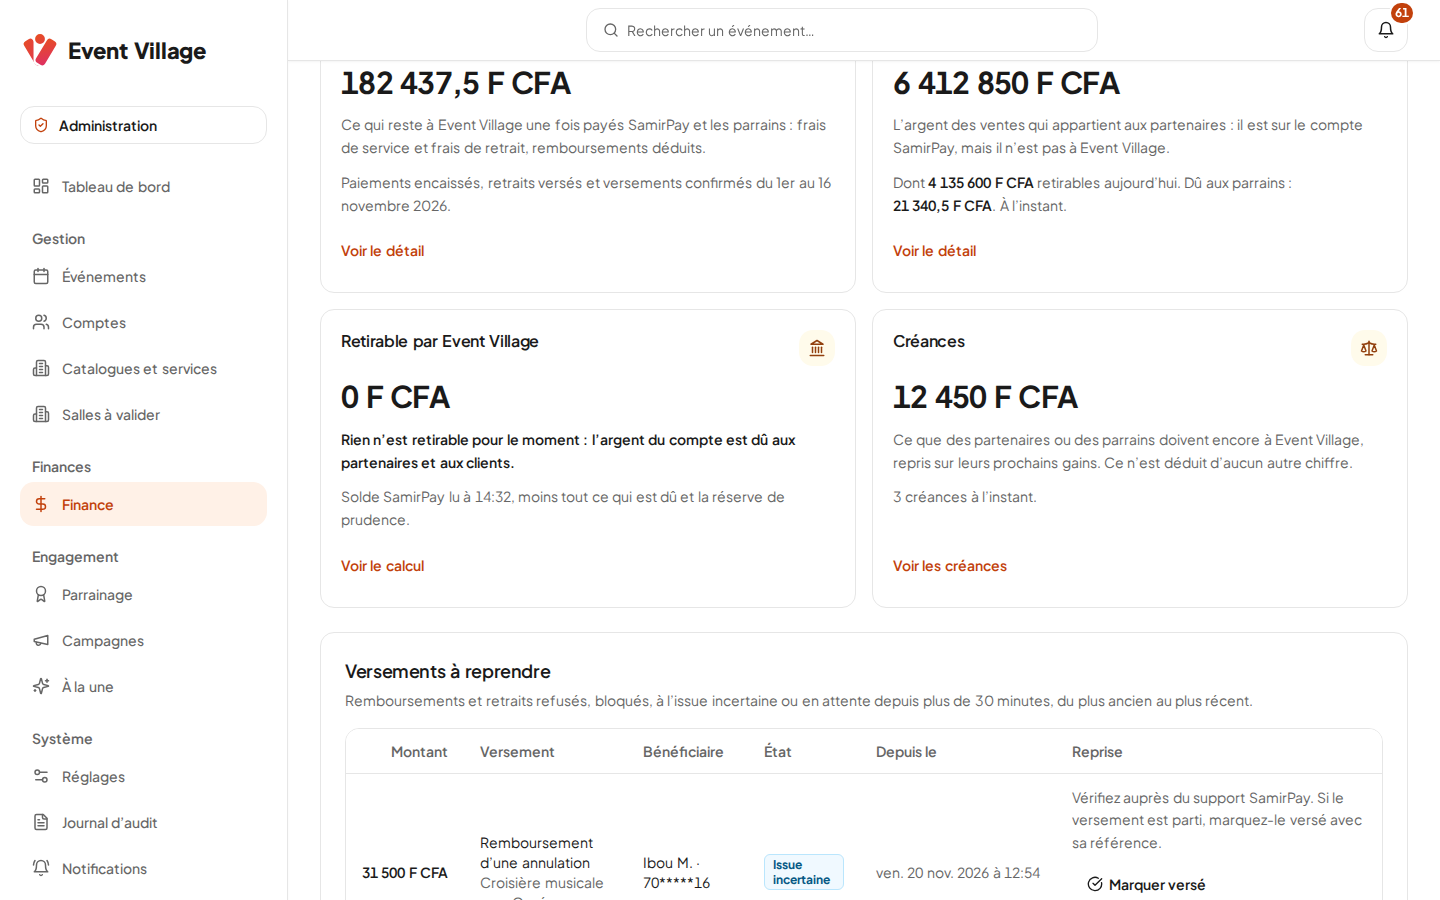 Event Village
Rechercher un événement…
61
Administration
Tableau de bord
Gestion
Événements
Comptes
Catalogues et services
Salles à valider
Finances
Finance
Engagement
Parrainage
Campagnes
À la une
Système
Réglages
Journal d'audit
Notifications
182 437,5 F CFA
Ce qui reste à Event Village une fois payés SamirPay et les parrains : frais
de service et frais de retrait, remboursements déduits.
Paiements encaissés, retraits versés et versements confirmés du 1er au 16
novembre 2026.
Voir le détail
6 412 850 F CFA
L'argent des ventes qui appartient aux partenaires : il est sur le compte
SamirPay, mais il n'est pas à Event Village.
Dont 4 135 600 F CFA retirables aujourd'hui. Dû aux parrains :
21 340,5 F CFA. À l'instant.
Voir le détail
Retirable par Event Village
0 F CFA
Rien n'est retirable pour le moment : l'argent du compte est dû aux
partenaires et aux clients.
Solde SamirPay lu à 14:32, moins tout ce qui est dû et la réserve de
prudence.
Voir le calcul
Créances
12 450 F CFA
Ce que des partenaires ou des parrains doivent encore à Event Village,
repris sur leurs prochains gains. Ce n'est déduit d'aucun autre chiffre.
3 créances à l'instant.
Voir les créances
Versements à reprendre
Remboursements et retraits refusés, bloqués, à l'issue incertaine ou en attente depuis plus de 30 minutes, du plus ancien au plus récent.
Montant Versement Bénéficiaire État Depuis le Reprise
31 500 F CFA
Remboursement
d'une annulation
Croisière musicale
Ibou M. ·
70*****16
Issue
incertaine
ven. 20 nov. 2026 à 12:54
Vérifiez auprès du support SamirPay. Si le
versement est parti, marquez-le versé avec
sa référence.
Marquer versé